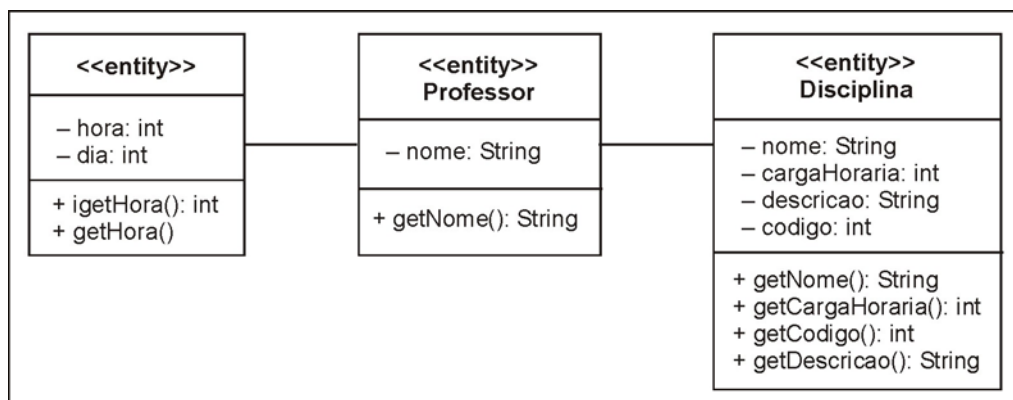 <<entity>>
– hora: int
– dia: int
+ igetHora(): int
+ getHora()
<<entity>>
Professor
– nome: String
+ getNome(): String
<<entity>>
Disciplina
– nome: String
– cargaHoraria: int
– descricao: String
– codigo: int
+ getNome(): String
+ getCargaHoraria(): int
+ getCodigo(): int
+ getDescricao(): String